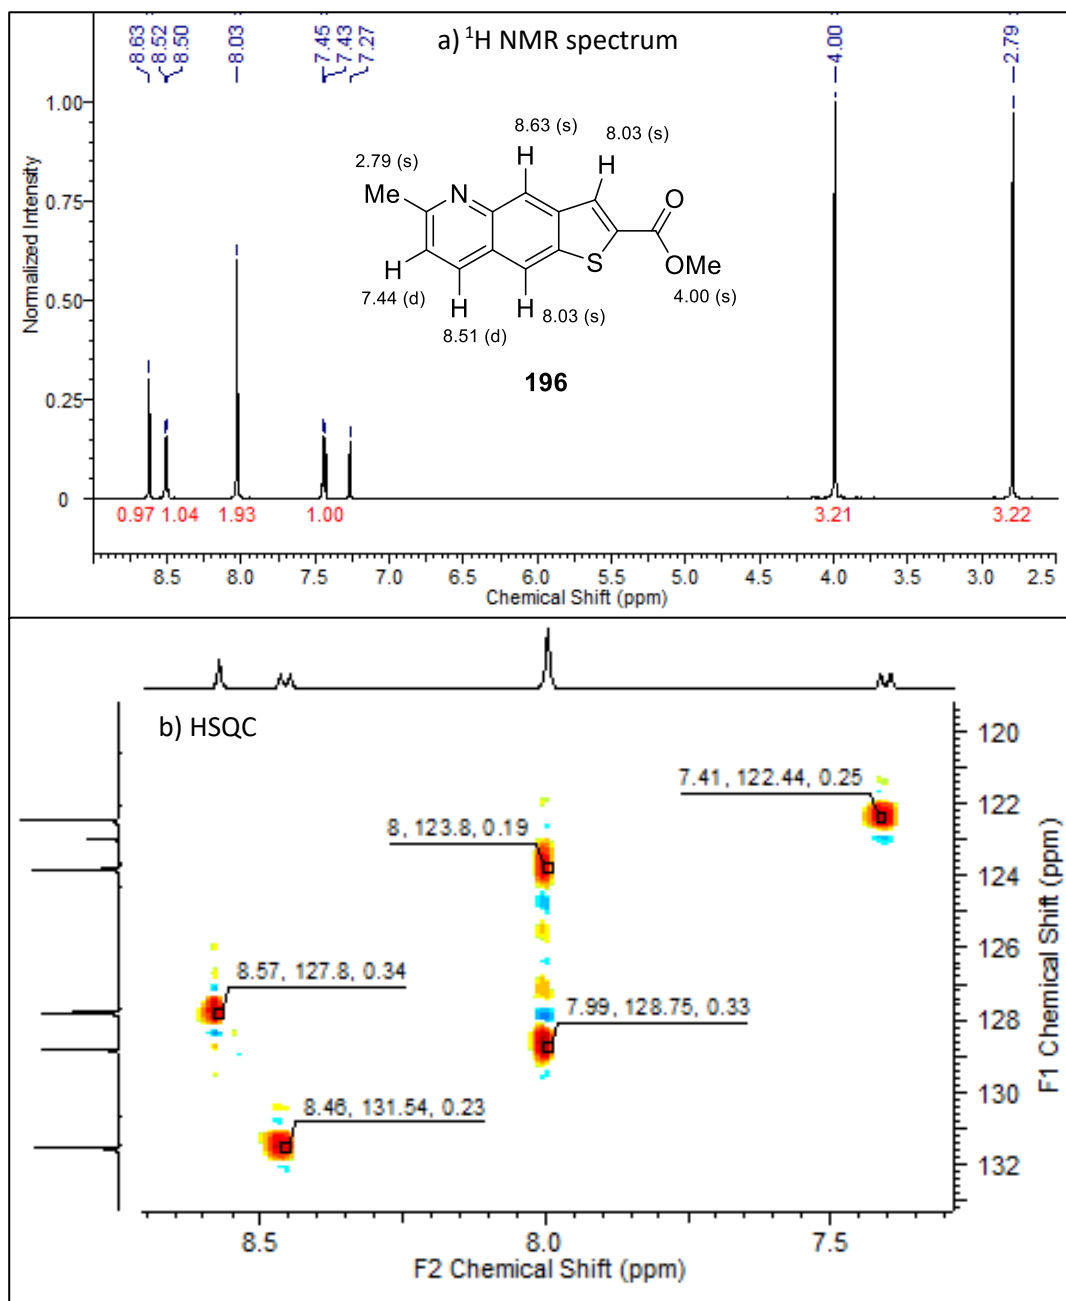 8.63 8.52 8.50 8.03 7.45 7.43 7.27 4.00 2.79
a) ¹H NMR spectrum
1.00
0.75
0.50
0.25
0
Normalized Intensity
8.63 (s)
8.03 (s)
H
H
2.79 (s)
Me
N
O
S
OMe
H
H
H
7.44 (d)
8.51 (d)
8.03 (s)
4.00 (s)
196
0.97 1.04 1.93 1.00 3.21 3.22
8.5 8.0 7.5 7.0 6.5 6.0 5.5 5.0 4.5 4.0 3.5 3.0 2.5
Chemical Shift (ppm)
b) HSQC
7.41, 122.44, 0.25
8, 123.8, 0.19
8.57, 127.8, 0.34
7.99, 128.75, 0.33
8.46, 131.54, 0.23
120
122
124
126
128
130
132
F1 Chemical Shift (ppm)
8.5 8.0 7.5
F2 Chemical Shift (ppm)